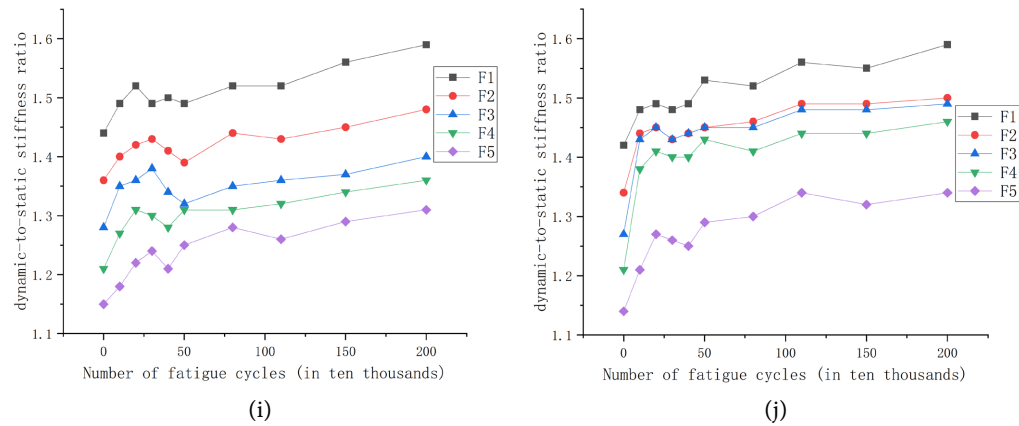 dynamic-to-static stiffness ratio
1.6
1.5
1.4
1.3
1.2
1.1
0
50
100
150
200
Number of fatigue cycles (in ten thousands)
F1
F2
F3
F4
F5
(i)
dynamic-to-static stiffness ratio
1.6
1.5
1.4
1.3
1.2
1.1
0
50
100
150
200
Number of fatigue cycles (in ten thousands)
F1
F2
F3
F4
F5
(j)